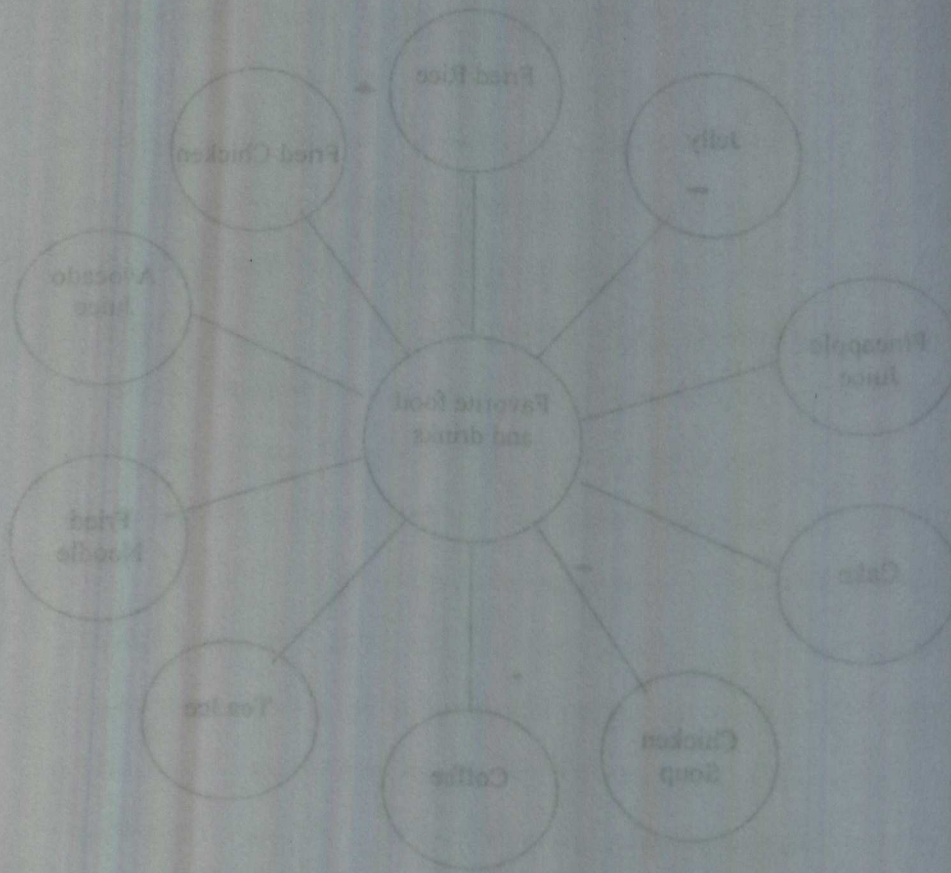 Fried Rice
Jelly
Fried Chicken
Avocado
Juice
Pineapple
Juice
Favorite food
and drinks
Fried
Noodle
Cake
Tea Ice
Coffee
Chicken
Soup